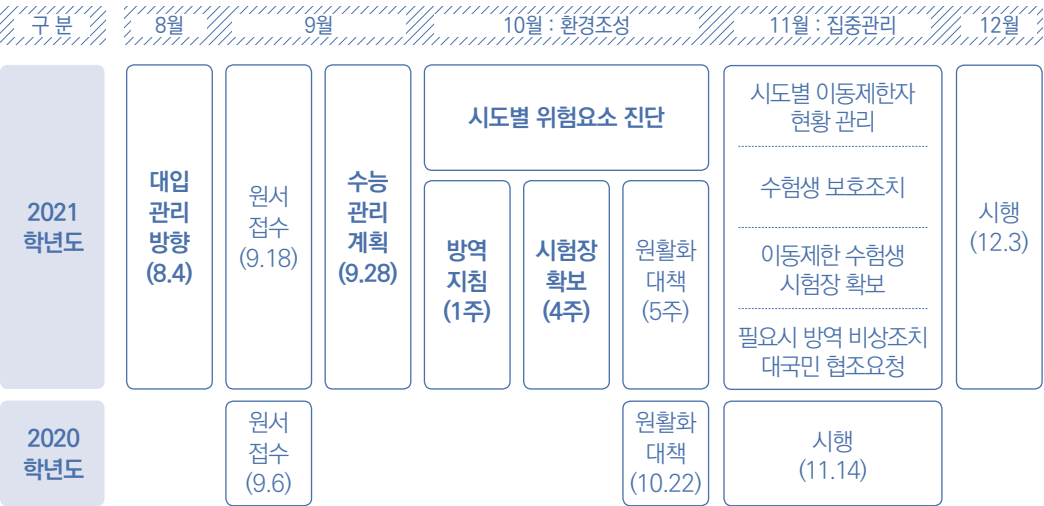 구 분
8월
9월
10월 : 환경조성
11월 : 집중관리
12월
2021
학년도
대입
관리
방향
(8.4)
원서
접수
(9.18)
수능
관리
계획
(9.28)
시도별 위험요소 진단
방역
지침
(1주)
시험장
확보
(4주)
원활화
대책
(5주)
시도별 이동제한자
현황 관리
수험생 보호조치
이동제한 수험생
시험장 확보
필요시 방역 비상조치
대국민 협조요청
시행
(12.3)
2020
학년도
원서
접수
(9.6)
원활화
대책
(10.22)
시행
(11.14)